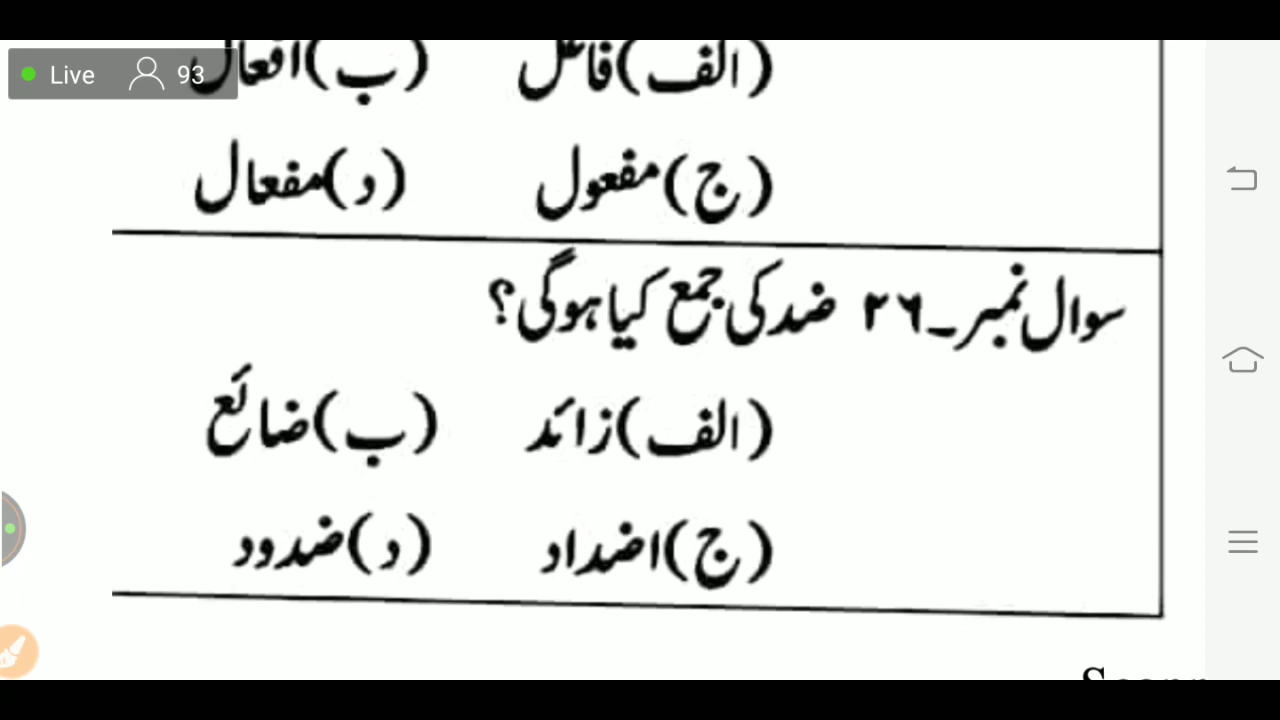 Live 93
(الف)فاعل (ب)افعال
(ج)مفعول (د)مفعال
سوال نمبر۔۲۶ ضد کی جمع کیا ہوگی؟
(الف)زائد (ب)ضائع
(ج)اضداد (د)ضدود